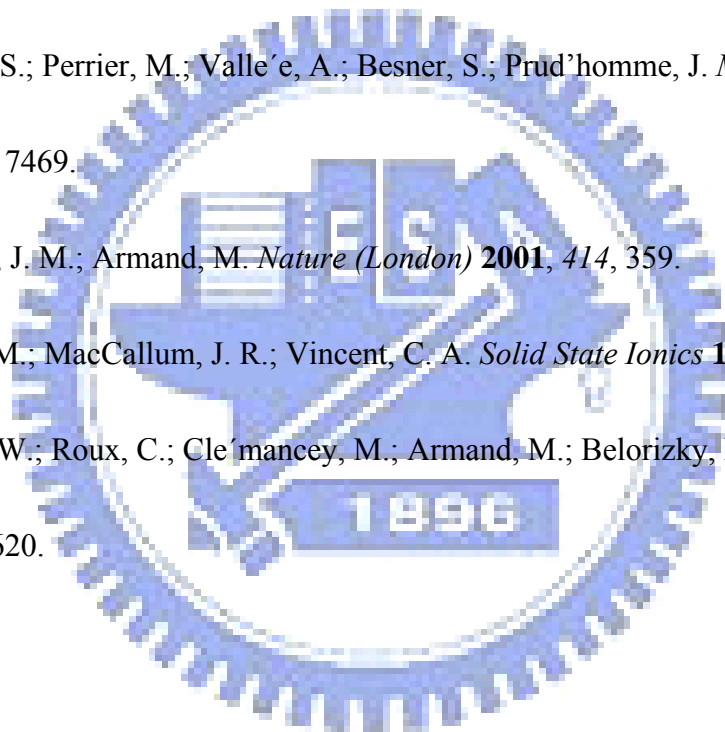 S.; Perrier, M.; Valle´e, A.; Besner, S.; Prud’homme, J.
7469.
J. M.; Armand, M. Nature (London) 2001, 414, 359.
M.; MacCallum, J. R.; Vincent, C. A. Solid State Ionics
W.; Roux, C.; Cle´mancey, M.; Armand, M.; Belorizky,
1896
620.
E S